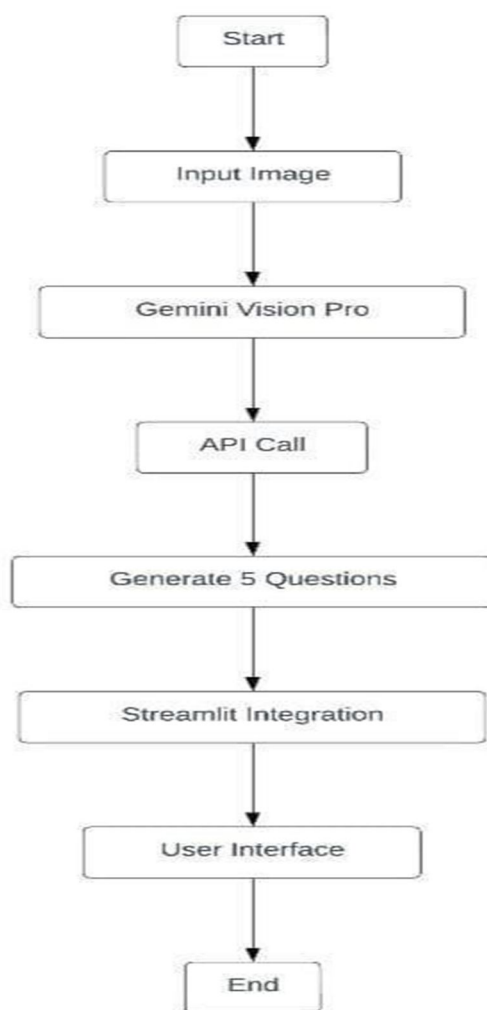 Start
Input Image
Gemini Vision Pro
API Call
Generate 5 Questions
Streamlit Integration
User Interface
End